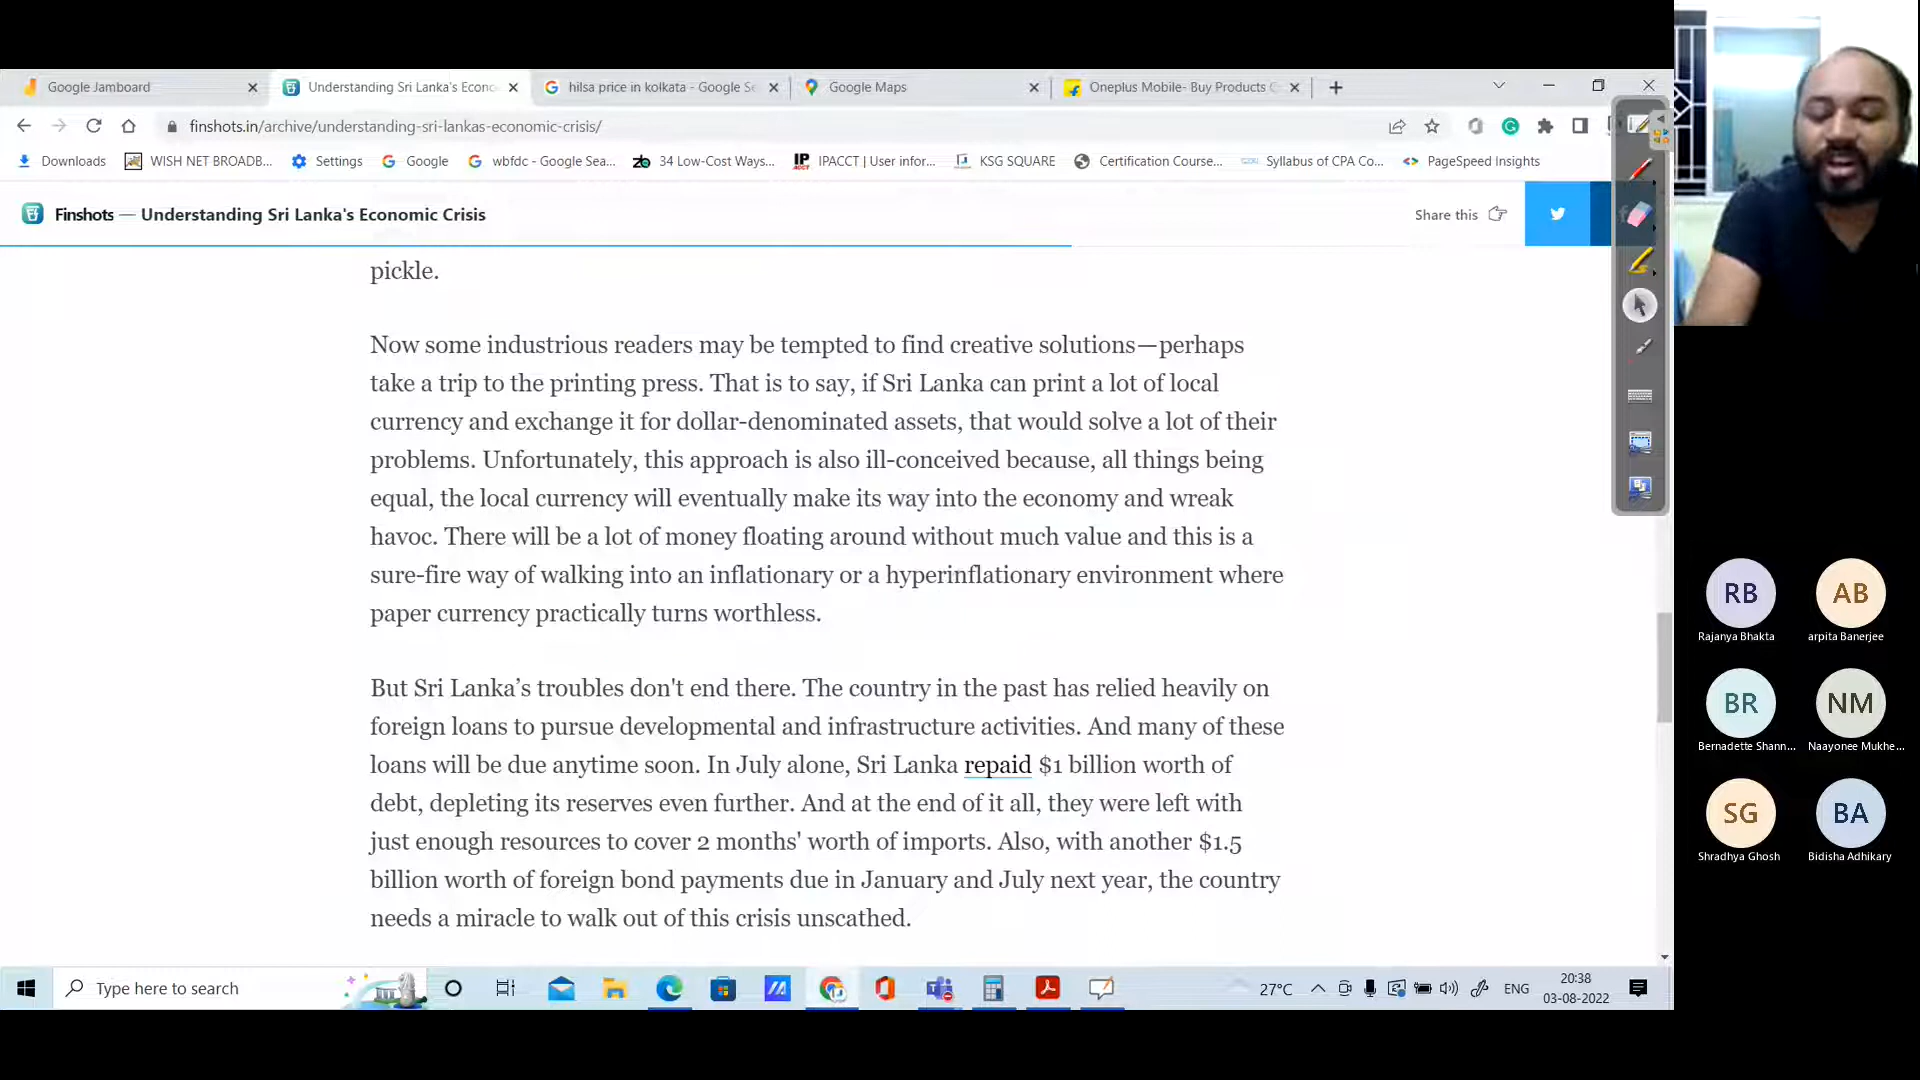 Google Jamboard
Understanding Sri Lanka's Econo
hilsa price in kolkata - Google Se
Google Maps
Oneplus Mobile- Buy Products O
finshots.in/archive/understanding-sri-lankas-economic-crisis/
Downloads
WISH NET BROADB...
Settings
Google
wbfdc - Google Sea...
34 Low-Cost Ways...
IPACCT | User infor...
KSG SQUARE
Certification Course...
Syllabus of CPA Co...
PageSpeed Insights
Finshots — Understanding Sri Lanka's Economic Crisis
Share this
pickle.
Now some industrious readers may be tempted to find creative solutions—perhaps
take a trip to the printing press. That is to say, if Sri Lanka can print a lot of local
currency and exchange it for dollar-denominated assets, that would solve a lot of their
problems. Unfortunately, this approach is also ill-conceived because, all things being
equal, the local currency will eventually make its way into the economy and wreak
havoc. There will be a lot of money floating around without much value and this is a
sure-fire way of walking into an inflationary or a hyperinflationary environment where
paper currency practically turns worthless.
But Sri Lanka’s troubles don't end there. The country in the past has relied heavily on
foreign loans to pursue developmental and infrastructure activities. And many of these
loans will be due anytime soon. In July alone, Sri Lanka repaid $1 billion worth of
debt, depleting its reserves even further. And at the end of it all, they were left with
just enough resources to cover 2 months' worth of imports. Also, with another $1.5
billion worth of foreign bond payments due in January and July next year, the country
needs a miracle to walk out of this crisis unscathed.
RB
Rajanya Bhakta
AB
arpita Banerjee
BR
Bernadette Shann...
NM
Naayonee Mukhe...
SG
Shradhya Ghosh
BA
Bidisha Adhikary
Type here to search
27°C
ENG
20:38
03-08-2022